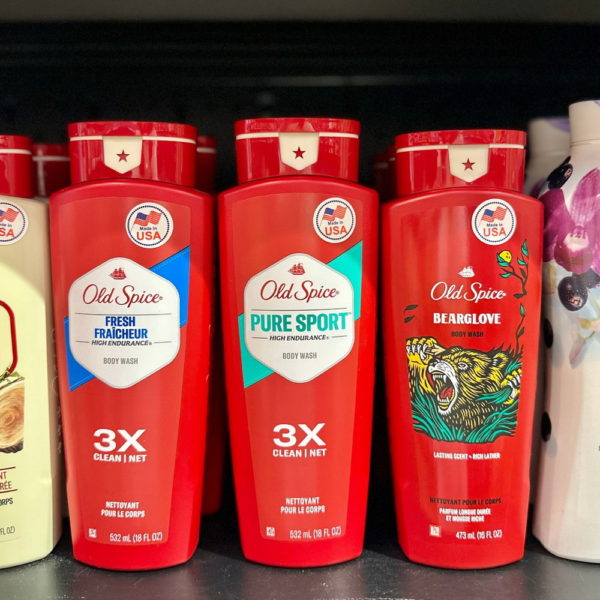 Made in
USA
Old Spice
FRESH
FRAÎCHEUR
HIGH ENDURANCE
BODY WASH
3X
CLEAN | NET
NETTOYANT
POUR LE CORPS
532 mL (18 FL OZ)
Made in
USA
Old Spice
PURE SPORT
HIGH ENDURANCE
BODY WASH
3X
CLEAN | NET
NETTOYANT
POUR LE CORPS
532 mL (18 FL OZ)
Made in
USA
Old Spice
BEARGLOVE
BODY WASH
LASTING SCENT • RICH LATHER
NETTOYANT POUR LE CORPS
PARFUM LONGUE DURÉE
ET MOUSSE RICHE
473 mL (16 FL OZ)